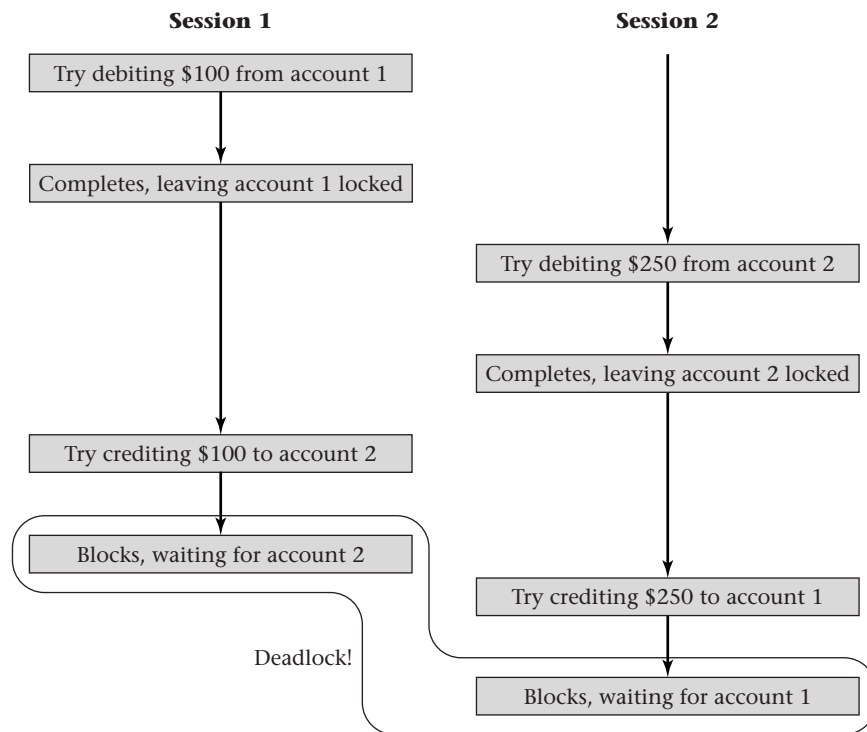 Session 1
Session 2
Try debiting $100 from account 1
Completes, leaving account 1 locked
Try debiting $250 from account 2
Completes, leaving account 2 locked
Try crediting $100 to account 2
Blocks, waiting for account 2
Try crediting $250 to account 1
Deadlock!
Blocks, waiting for account 1